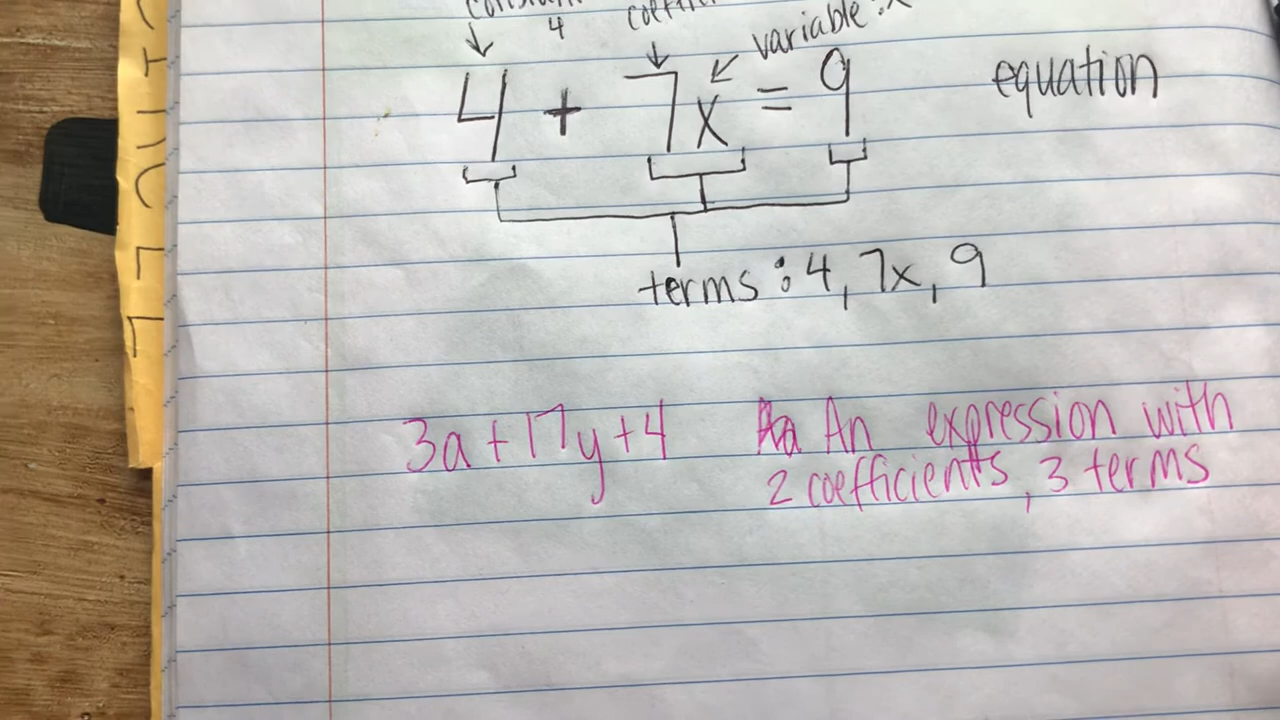 4
variable:
4 + 7x = 9 equation
terms : 4, 7x, 9
3a + 17y + 4 An expression with
2 coefficients, 3 terms